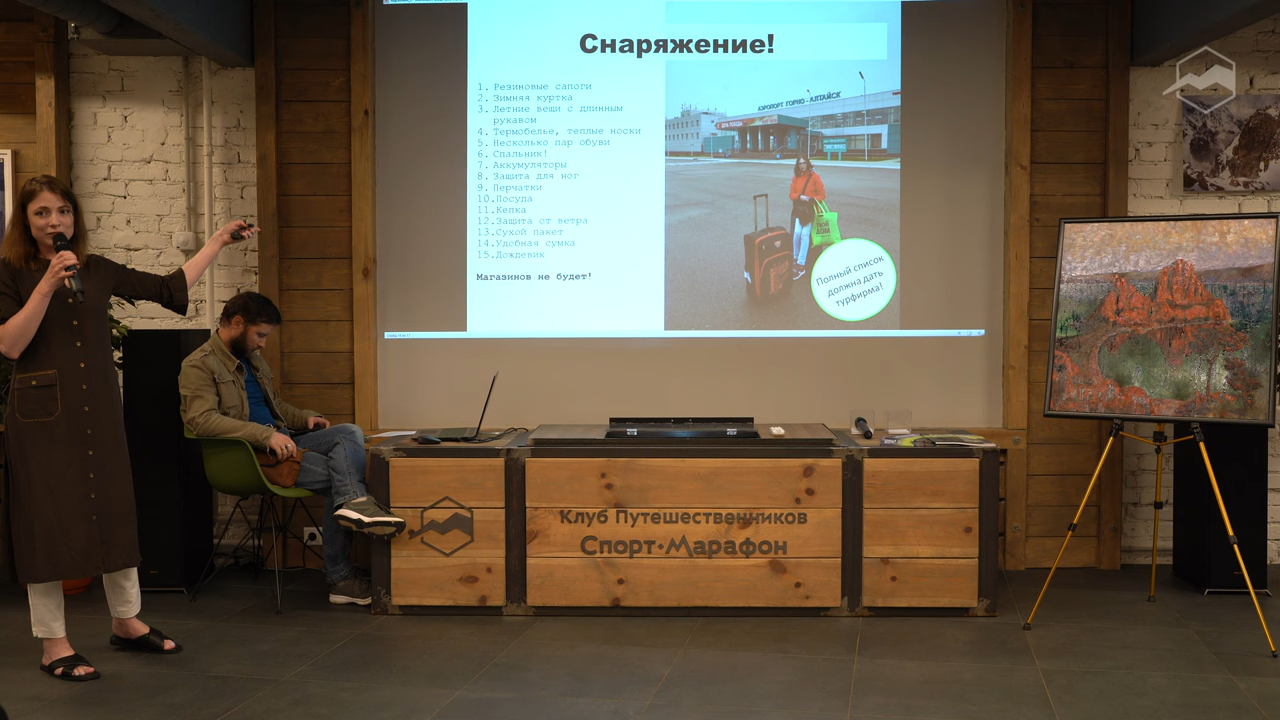 Снаряжение!
1. Резиновые сапоги
2. Зимняя куртка
3. Летние вещи с длинным
рукавом
4. Термобелье, теплые носки
5. Несколько пар обуви
6. Спальник!
7. Аккумуляторы
8. Защита для ног
9. Перчатки
10. Посуда
11. Кепка
12. Защита от ветра
13. Сухой пакет
14. Удобная сумка
15. Дождевик
Магазинов не будет!
АЭРОПОРТ ГОРНО-АЛТАЙСК
ТВОЙ
ДОМ
Полный список
должна дать
турфирма!
Клуб Путешественников
Спорт-Марафон